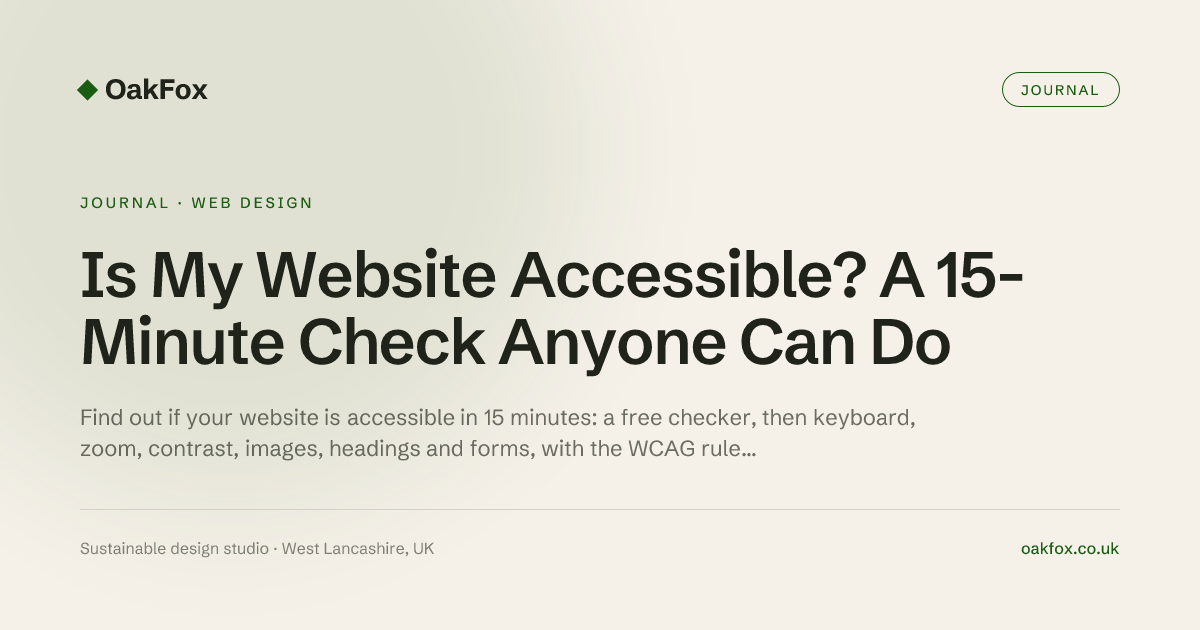 OakFox
JOURNAL
JOURNAL · WEB DESIGN
Is My Website Accessible? A 15-
Minute Check Anyone Can Do
Find out if your website is accessible in 15 minutes: a free checker, then keyboard,
zoom, contrast, images, headings and forms, with the WCAG rule…
Sustainable design studio · West Lancashire, UK
oakfox.co.uk